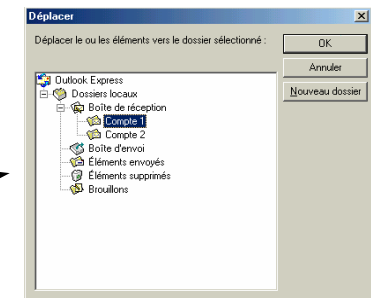 Déplacer
Déplacer le ou les éléments vers le dossier sélectionné :
OK
Annuler
Nouveau dossier
Outlook Express
Dossiers locaux
Boîte de réception
Compte 1
Compte 2
Boîte d'envoi
Éléments envoyés
Éléments supprimés
Brouillons